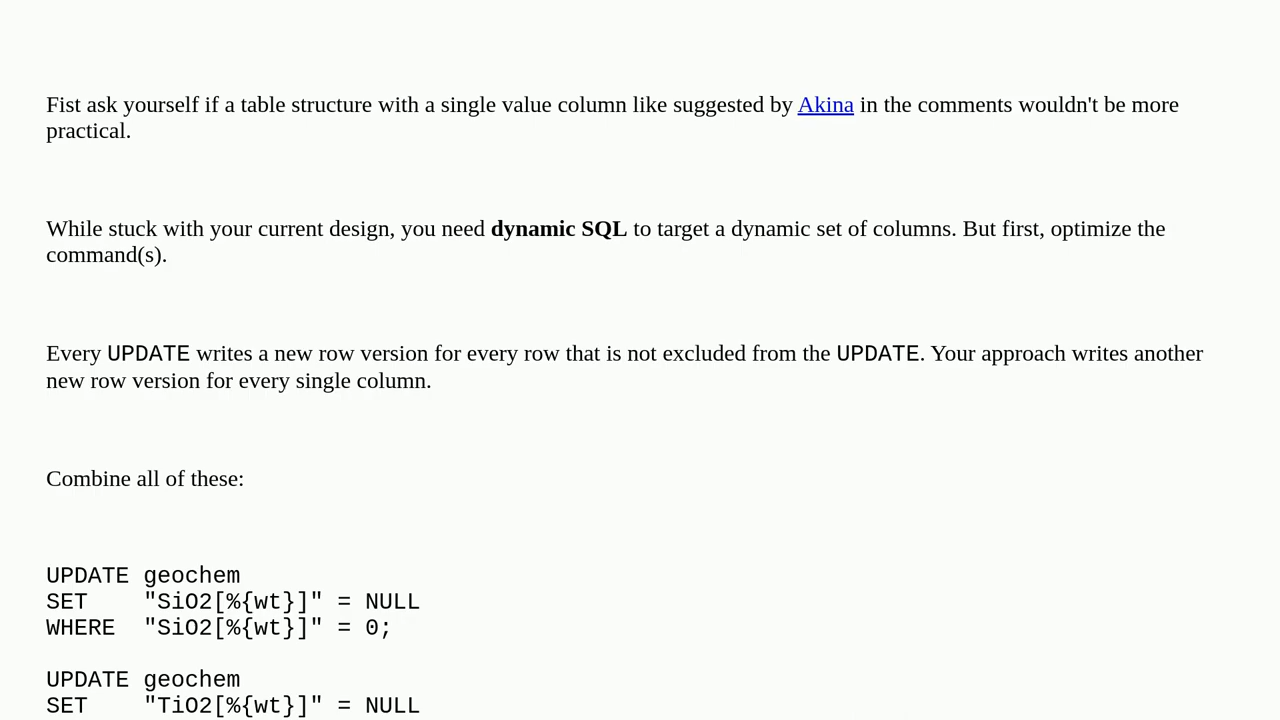 Fist ask yourself if a table structure with a single value column like suggested by Akina in the comments wouldn't be more
practical.
While stuck with your current design, you need dynamic SQL to target a dynamic set of columns. But first, optimize the
command(s).
Every UPDATE writes a new row version for every row that is not excluded from the UPDATE. Your approach writes another
new row version for every single column.
Combine all of these:
UPDATE geochem
SET    "SiO2[%{wt}]" = NULL
WHERE  "SiO2[%{wt}]" = 0;
UPDATE geochem
SET    "TiO2[%{wt}]" = NULL